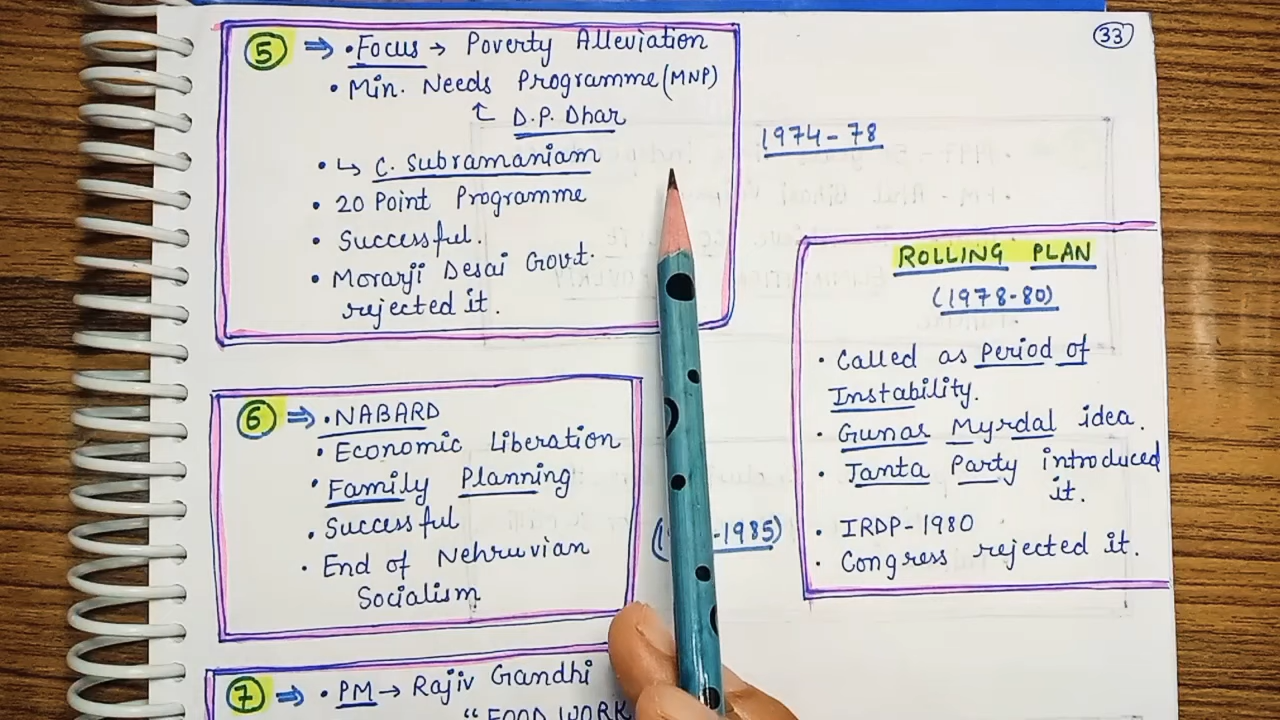 33
5 ⇒ • Focus → Poverty Alleviation
• Min. Needs Programme (MNP)
D.P. Dhar
• ↳ C. Subramaniam
• 20 Point Programme
• Successful.
• Morarji Desai Govt.
rejected it.
1974-78
ROLLING PLAN
(1978-80)
• Called as Period of
Instability.
• Gunas Myrdal idea.
• Janta Party introduced
it.
• IRDP-1980
• Congress rejected it.
6 ⇒ • NABARD
• Economic Liberation
• Family Planning
• Successful
• End of Nehruvian
Socialism
-1985)
7 ⇒ • PM → Rajiv Gandhi
"FOOD WORK